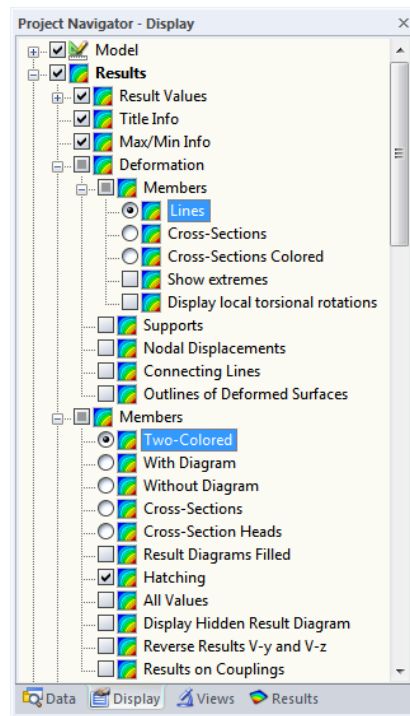 Project Navigator - Display
Model
Results
Result Values
Title Info
Max/Min Info
Deformation
Members
Lines
Cross-Sections
Cross-Sections Colored
Show extremes
Display local torsional rotations
Supports
Nodal Displacements
Connecting Lines
Outlines of Deformed Surfaces
Members
Two-Colored
With Diagram
Without Diagram
Cross-Sections
Cross-Section Heads
Result Diagrams Filled
Hatching
All Values
Display Hidden Result Diagram
Reverse Results V-y and V-z
Results on Couplings
Data Display Views Results